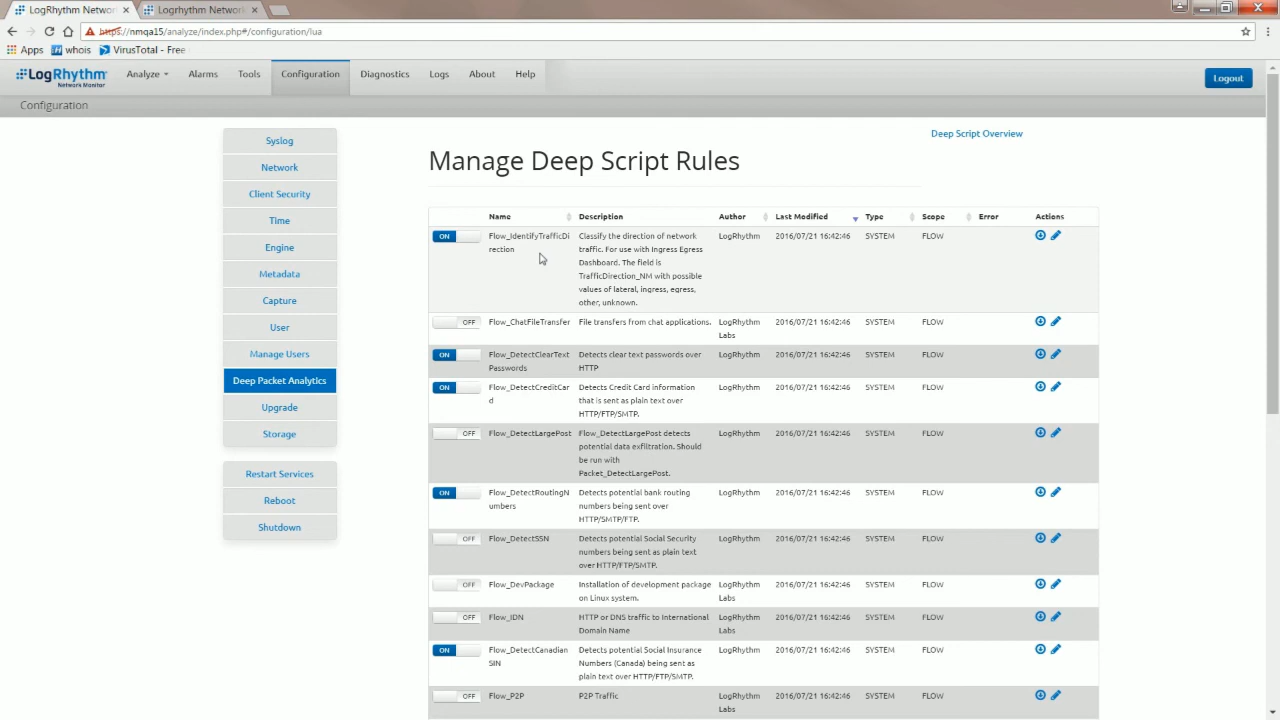 LogRhythm Netwo
Logrhythm Network
https://nmqa15/analyze/index.php#/configuration/lua
Apps whois VirusTotal - Free
LogRhythm
Network Monitor
Analyze Alarms Tools Configuration Diagnostics Logs About Help
Logout
Configuration
Syslog
Network
Client Security
Time
Engine
Metadata
Capture
User
Manage Users
Deep Packet Analytics
Upgrade
Storage
Restart Services
Reboot
Shutdown
Deep Script Overview
Manage Deep Script Rules
Name Description Author Last Modified Type Scope Error Actions
ON Flow_IdentifyTrafficDi Classify the direction of network LogRhythm 2016/07/21 16:42:46 SYSTEM FLOW
rection traffic. For use with Ingress Egress
Dashboard. The field is
TrafficDirection_NM with possible
values of lateral, ingress, egress,
other, unknown.
OFF Flow_ChatFileTransfer File transfers from chat applications. LogRhythm 2016/07/21 16:42:46 SYSTEM FLOW
Labs
ON Flow_DetectClearText Detects clear text passwords over LogRhythm 2016/07/21 16:42:46 SYSTEM FLOW
Passwords HTTP
ON Flow_DetectCreditCar Detects Credit Card information LogRhythm 2016/07/21 16:42:46 SYSTEM FLOW
d that is sent as plain text over
HTTP/FTP/SMTP.
OFF Flow_DetectLargePost Flow_DetectLargePost detects LogRhythm 2016/07/21 16:42:46 SYSTEM FLOW
potential data exfiltration. Should
be run with
Packet_DetectLargePost.
ON Flow_DetectRoutingN Detects potential bank routing LogRhythm 2016/07/21 16:42:46 SYSTEM FLOW
umbers numbers being sent over
HTTP/SMTP/FTP.
OFF Flow_DetectSSN Detects potential Social Security LogRhythm 2016/07/21 16:42:46 SYSTEM FLOW
numbers being sent as plain text
over HTTP/FTP/SMTP.
OFF Flow_DevPackage Installation of development package LogRhythm 2016/07/21 16:42:46 SYSTEM FLOW
on Linux system. Labs
OFF Flow_IDN HTTP or DNS traffic to International LogRhythm 2016/07/21 16:42:46 SYSTEM FLOW
Domain Name Labs
ON Flow_DetectCanadian Detects potential Social Insurance LogRhythm 2016/07/21 16:42:46 SYSTEM FLOW
SIN Numbers (Canada) being sent as
plain text over HTTP/FTP/SMTP.
OFF Flow_P2P P2P Traffic LogRhythm 2016/07/21 16:42:46 SYSTEM FLOW
Labs